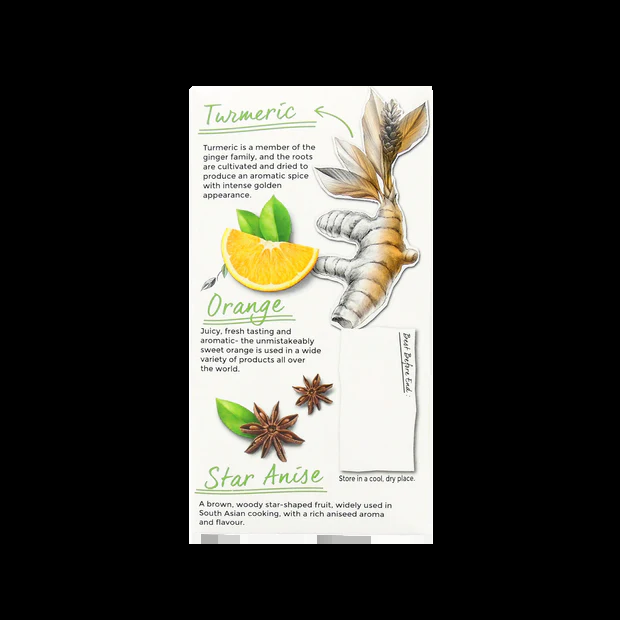 Turmeric
Turmeric is a member of the
ginger family, and the roots
are cultivated and dried to
produce an aromatic spice
with intense golden
appearance.
Orange
Juicy, fresh tasting and
aromatic- the unmistakeably
sweet orange is used in a wide
variety of products all over
the world.
Best Before End :
Star Anise
Store in a cool, dry place.
A brown, woody star-shaped fruit, widely used in
South Asian cooking, with a rich aniseed aroma
and flavour.